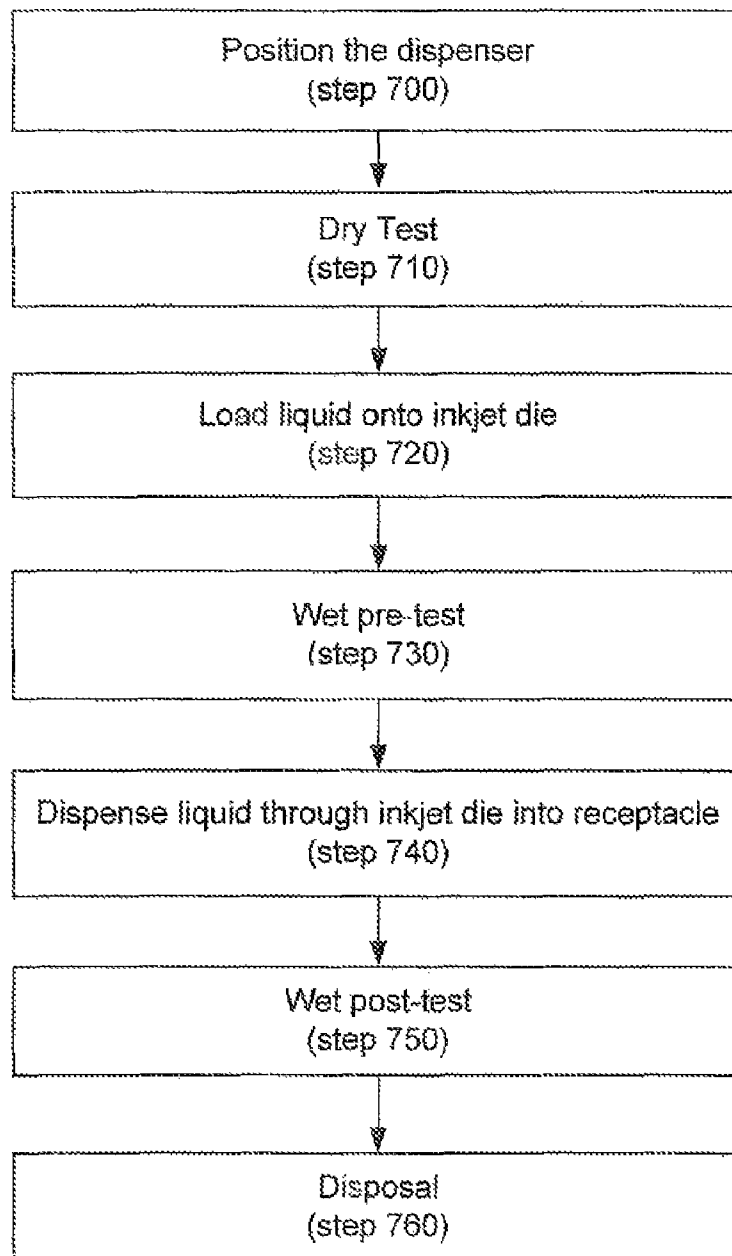 Position the dispenser
(step 700)
Dry Test
(step 710)
Load liquid onto inkjet die
(step 720)
Wet pre-test
(step 730)
Dispense liquid through inkjet die into receptacle
(step 740)
Wet post-test
(step 750)
Disposal
(step 760)